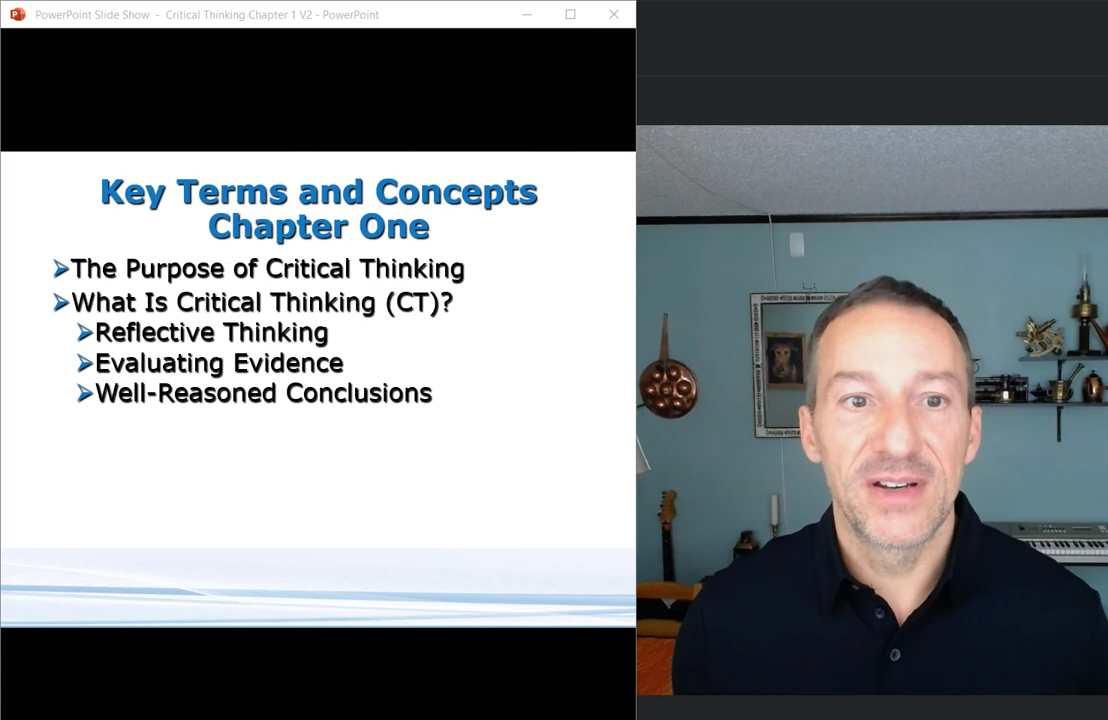 PowerPoint Slide Show - Critical Thinking Chapter 1 V2 - PowerPoint
Key Terms and Concepts
Chapter One
The Purpose of Critical Thinking
What Is Critical Thinking (CT)?
Reflective Thinking
Evaluating Evidence
Well-Reasoned Conclusions